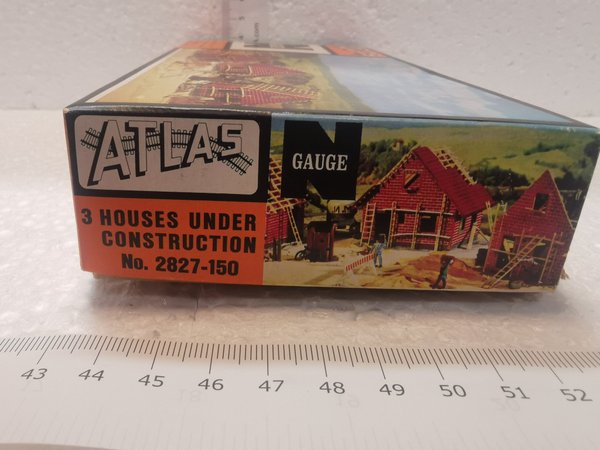 ATLAS
N
GAUGE
3 HOUSES UNDER
CONSTRUCTION
No. 2827-150
43 44 45 46 47 48 49 50 51 52